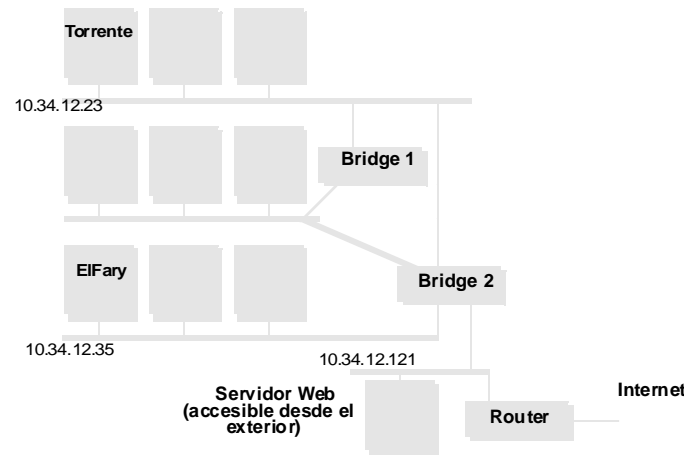 Torrente
10.34.12.23
Bridge 1
ElFary
Bridge 2
10.34.12.35
10.34.12.121
Servidor Web
(accesible desde el
exterior)
Internet
Router